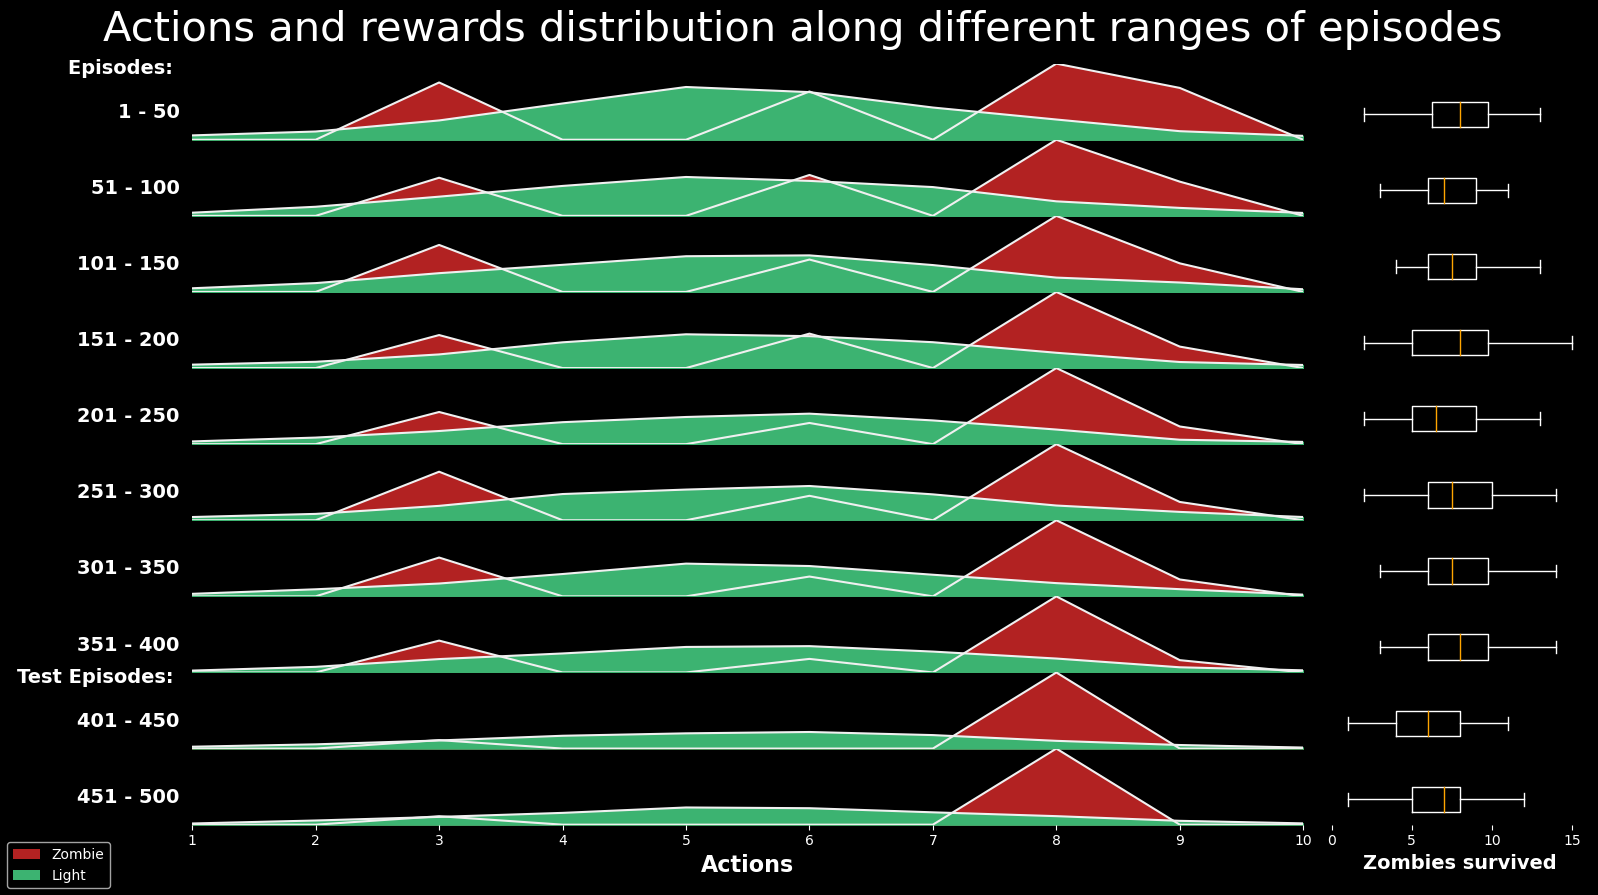 Actions and rewards distribution along different ranges of episodes
Episodes:
1 - 50
51 - 100
101 - 150
151 - 200
201 - 250
251 - 300
301 - 350
351 - 400
Test Episodes:
401 - 450
451 - 500
1 2 3 4 5 6 7 8 9 10
0 5 10 15
Actions
Zombies survived
Zombie
Light